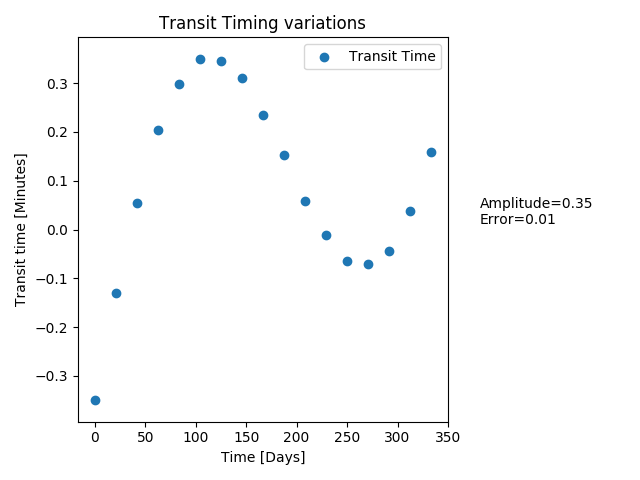 Transit Timing variations
Transit Time
Transit time [Minutes]
0.3
0.2
0.1
0.0
−0.1
−0.2
−0.3
Amplitude=0.35
Error=0.01
0 50 100 150 200 250 300 350
Time [Days]